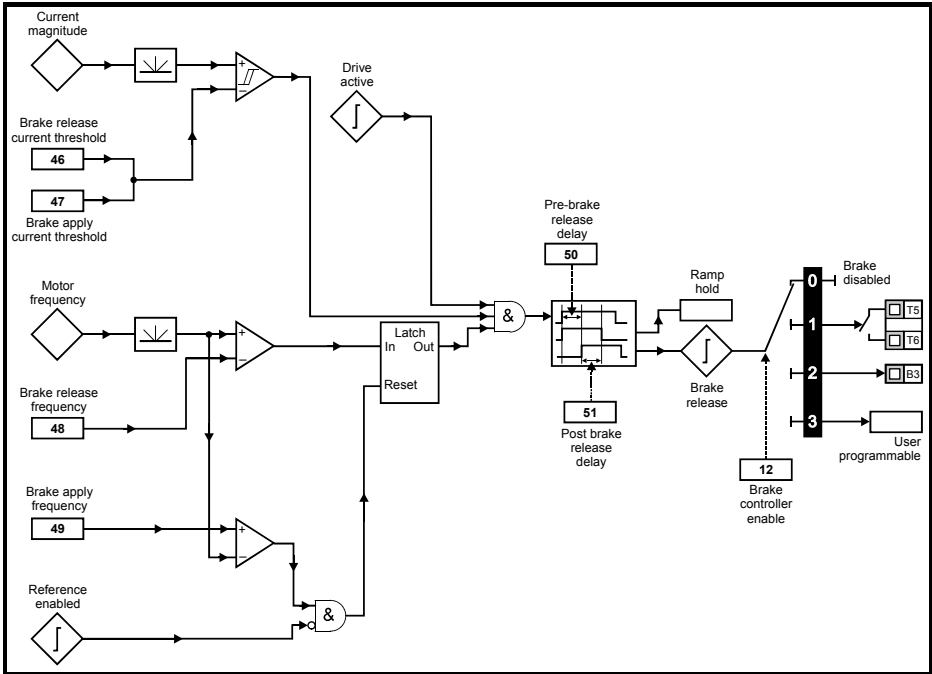 Current
magnitude
+
−
Drive
active
Brake release
current threshold
46
47
Brake apply
current threshold
Pre-brake
release
delay
50
Ramp
hold
0
Brake
disabled
1
T5
T6
2
B3
3
User
programmable
Motor
frequency
+
−
Latch
In Out
Reset
&
Brake
release
Brake release
frequency
48
51
Post brake
release
delay
12
Brake
controller
enable
Brake apply
frequency
49
+
−
Reference
enabled
&